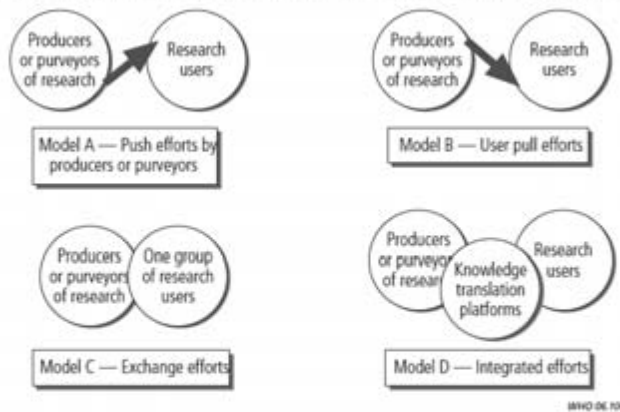 Producers
or purveyors
of research
Research
users
Model A — Push efforts by
producers or purveyors
Producers
or purveyors
of research
Research
users
Model B — User pull efforts
Producers
or purveyors
of research
One group
of research
users
Model C — Exchange efforts
Producers
or purveyo
of resear
Knowledge
translation
platforms
Research
users
Model D — Integrated efforts